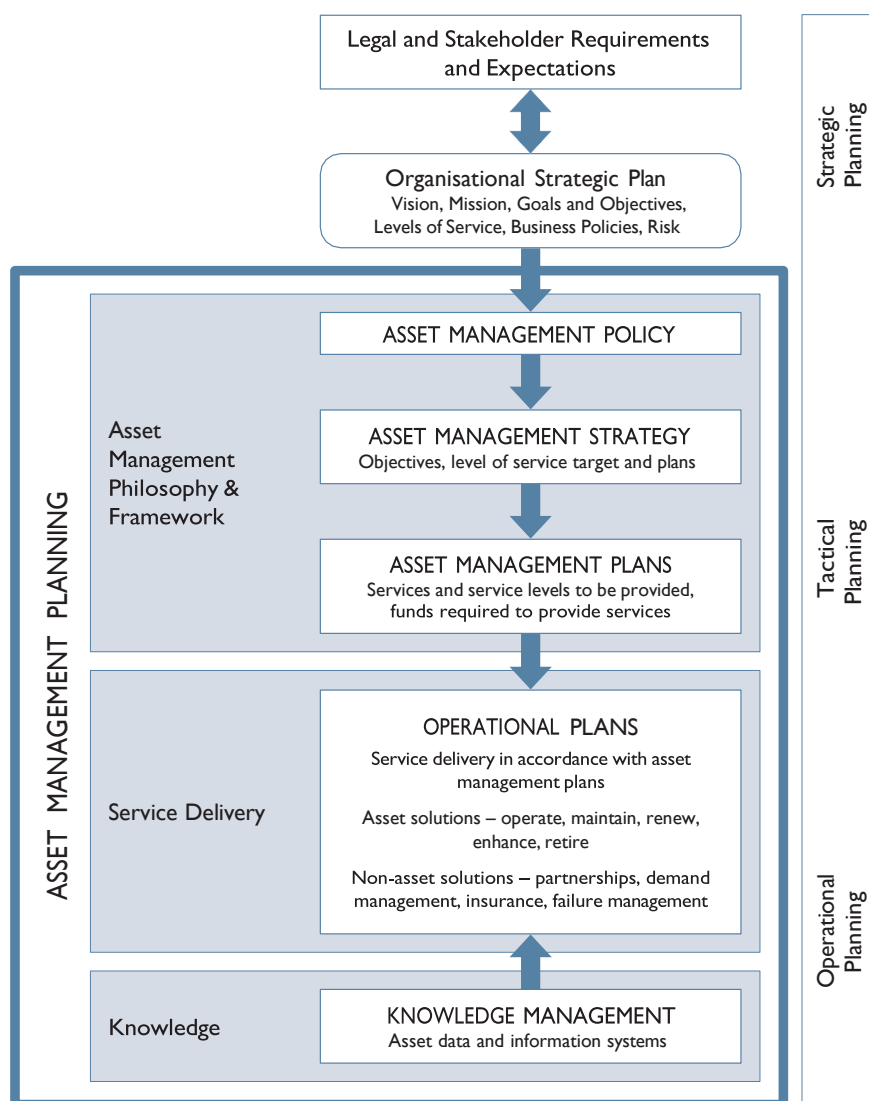 Legal and Stakeholder Requirements
and Expectations
Strategic
Planning
Organisational Strategic Plan
Vision, Mission, Goals and Objectives,
Levels of Service, Business Policies, Risk
ASSET MANAGEMENT PLANNING
Asset
Management
Philosophy &
Framework
ASSET MANAGEMENT POLICY
ASSET MANAGEMENT STRATEGY
Objectives, level of service target and plans
ASSET MANAGEMENT PLANS
Services and service levels to be provided,
funds required to provide services
Tactical
Planning
Service Delivery
OPERATIONAL PLANS
Service delivery in accordance with asset
management plans
Asset solutions – operate, maintain, renew,
enhance, retire
Non-asset solutions – partnerships, demand
management, insurance, failure management
Operational
Planning
Knowledge
KNOWLEDGE MANAGEMENT
Asset data and information systems